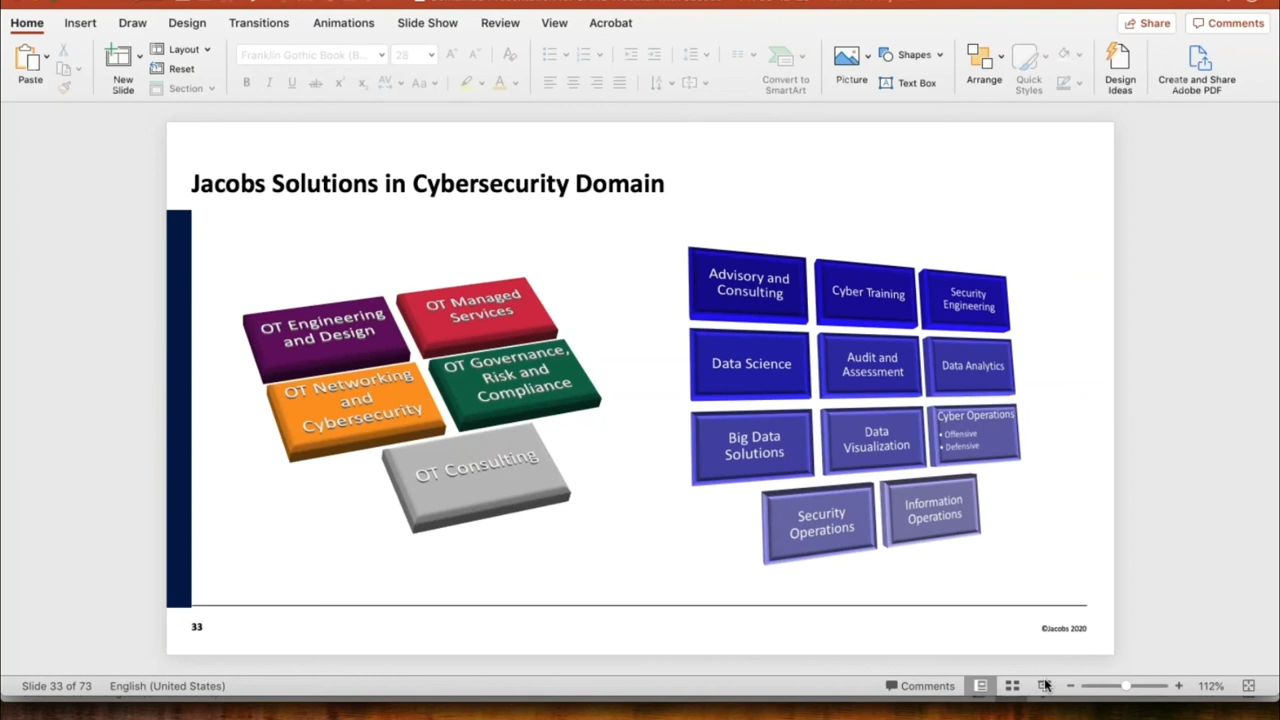 Home Insert Draw Design Transitions Animations Slide Show Review View Acrobat Share Comments
Paste
New
Slide
Layout
Reset
Section
Franklin Gothic Book (B... 28
Convert to
SmartArt
Picture
Shapes
Text Box
Arrange
Quick
Styles
Design
Ideas
Create and Share
Adobe PDF
Jacobs Solutions in Cybersecurity Domain
OT Engineering
and Design
OT Managed
Services
OT Networking
and
Cybersecurity
OT Governance,
Risk and
Compliance
OT Consulting
Advisory and
Consulting
Cyber Training
Security
Engineering
Data Science
Audit and
Assessment
Data Analytics
Big Data
Solutions
Data
Visualization
Cyber Operations
• Offensive
• Defensive
Security
Operations
Information
Operations
33
©Jacobs 2020
Slide 33 of 73 English (United States) Comments 112%